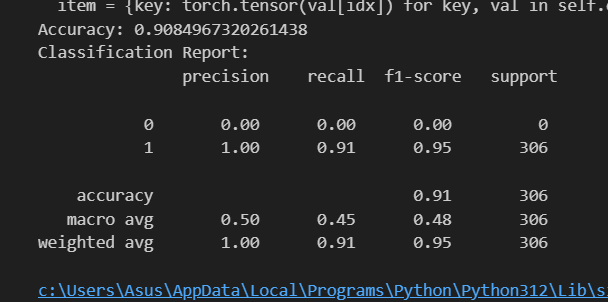 item = {key: torch.tensor(val[idx]) for key, val in self.
Accuracy: 0.9084967320261438
Classification Report:
precision recall f1-score support
0 0.00 0.00 0.00 0
1 1.00 0.91 0.95 306
accuracy 0.91 306
macro avg 0.50 0.45 0.48 306
weighted avg 1.00 0.91 0.95 306
c:\Users\Asus\AppData\Local\Programs\Python\Python312\Lib\s